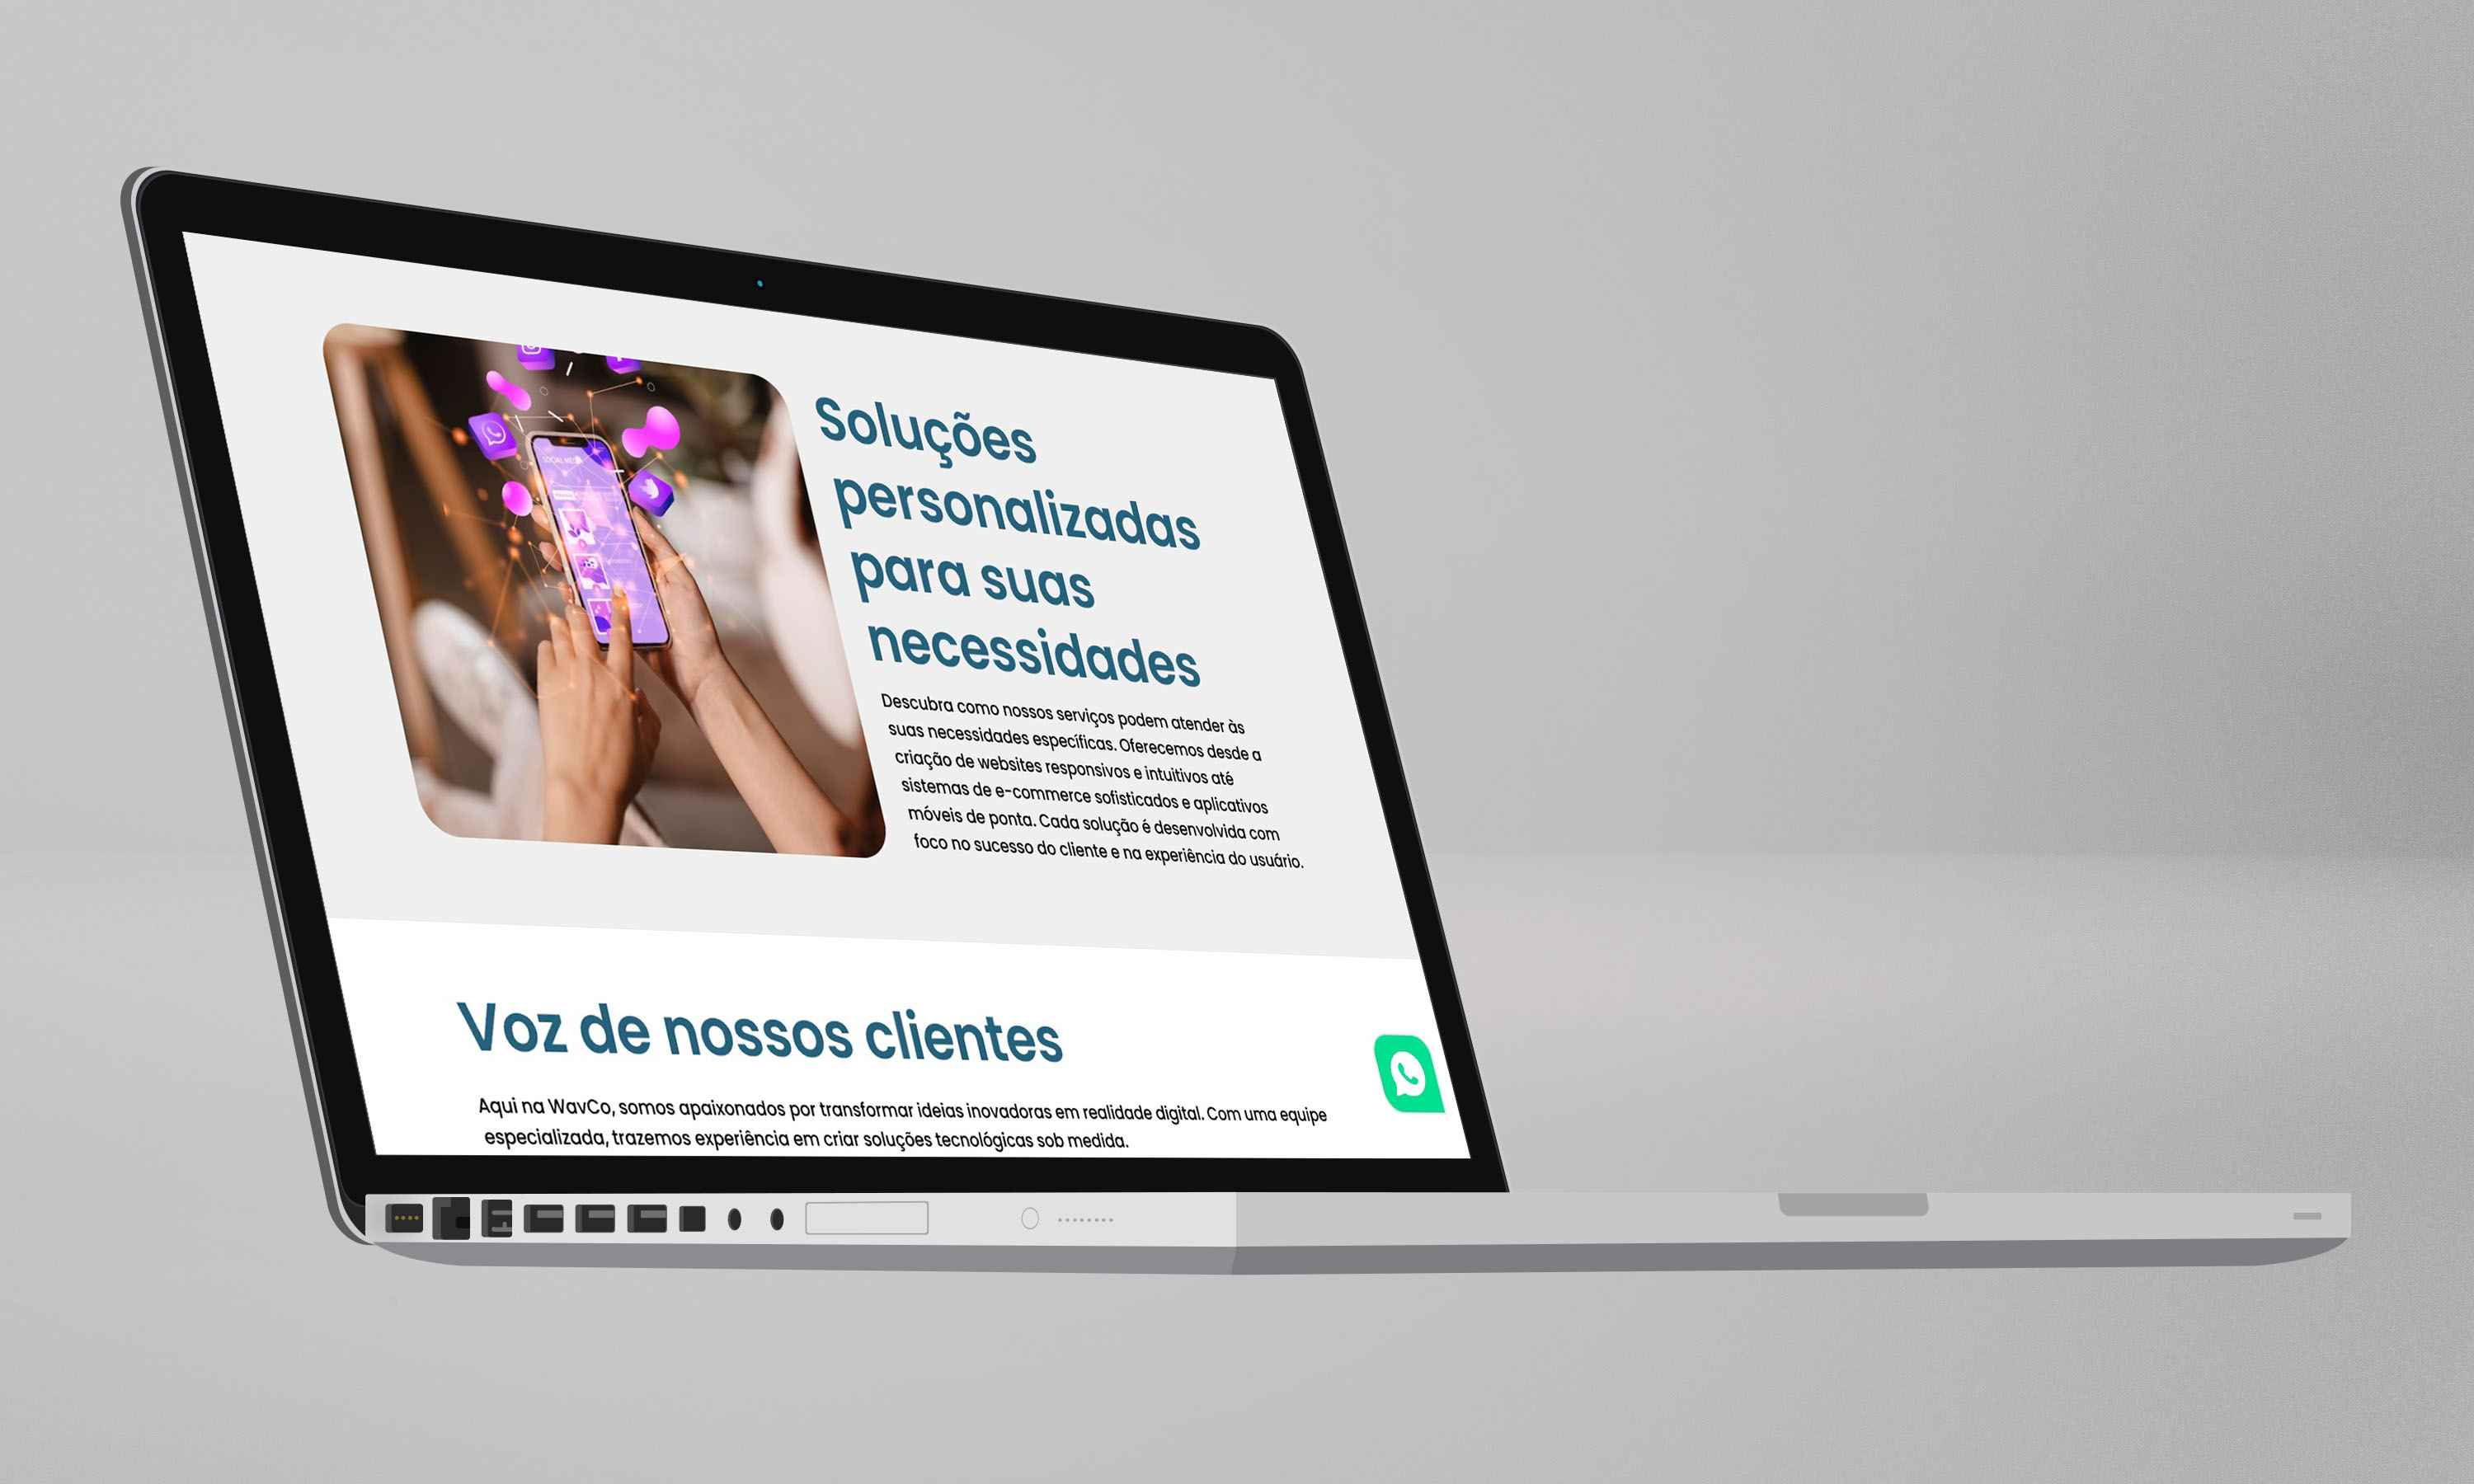 SOCIAL MEDIA
Soluções
personalizadas
para suas
necessidades
Descubra como nossos serviços podem atender às
suas necessidades específicas. Oferecemos desde a
criação de websites responsivos e intuitivos até
sistemas de e-commerce sofisticados e aplicativos
móveis de ponta. Cada solução é desenvolvida com
foco no sucesso do cliente e na experiência do usuário.
Voz de nossos clientes
Aqui na WavCo, somos apaixonados por transformar ideias inovadoras em realidade digital. Com uma equipe
especializada, trazemos experiência em criar soluções tecnológicas sob medida.